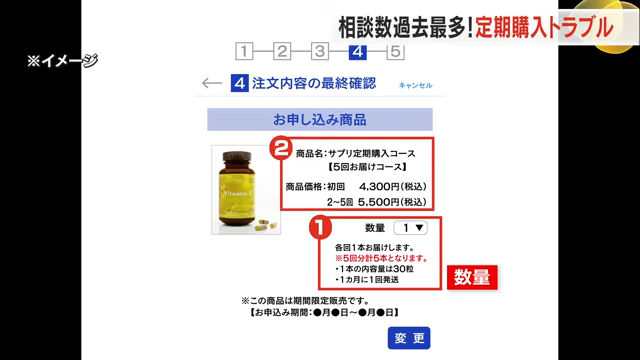 相談数過去最多！定期購入トラブル
※イメージ
1 2 3 4 5
← 4 注文内容の最終確認 キャンセル
お申し込み商品
2
商品名：サプリ定期購入コース
【5回お届けコース】
商品価格：初回 4,300円（税込）
2～5回 5,500円（税込）
Vitamin C
1
数量 1 ▼
各回1本お届けします。
※5回分計5本となります。
・1本の内容量は30粒
・1カ月に1回発送
数量
※この商品は期間限定販売です。
【お申込み期間：●月●日～●月●日】
変 更